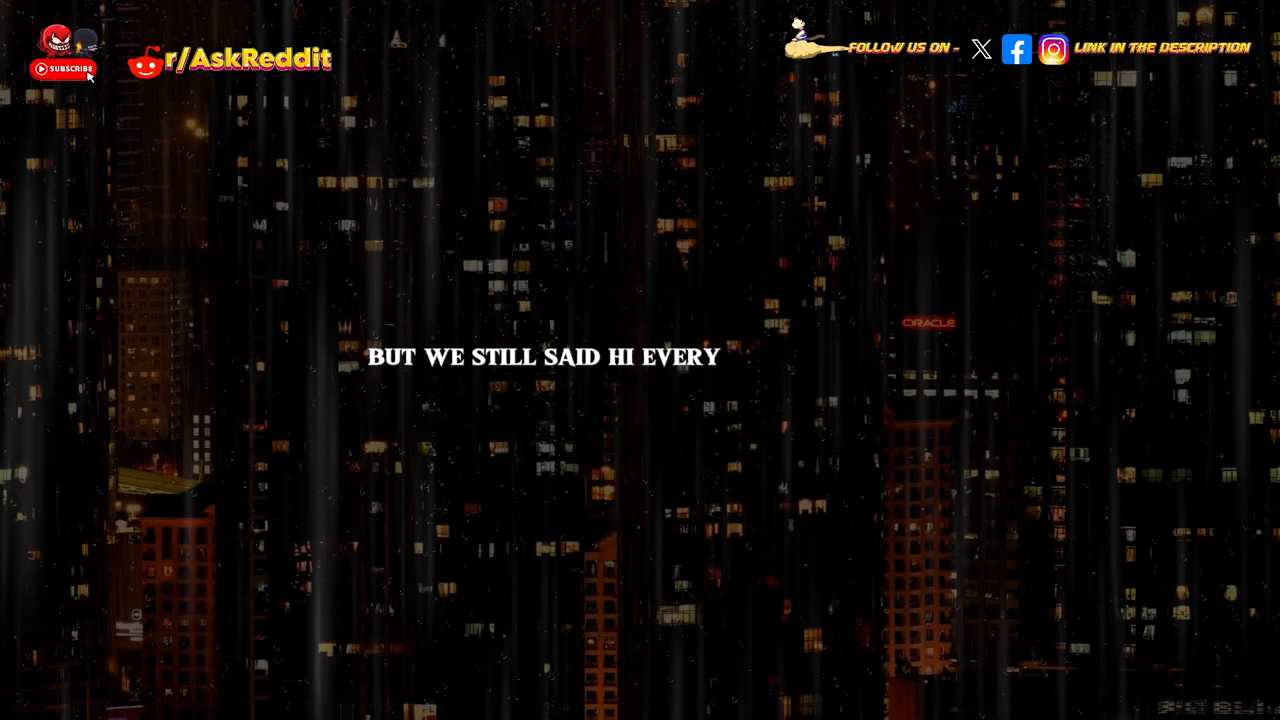 SUBSCRIBE
r/AskReddit
FOLLOW US ON -
LINK IN THE DESCRIPTION
ORACLE
BUT WE STILL SAID HI EVERY